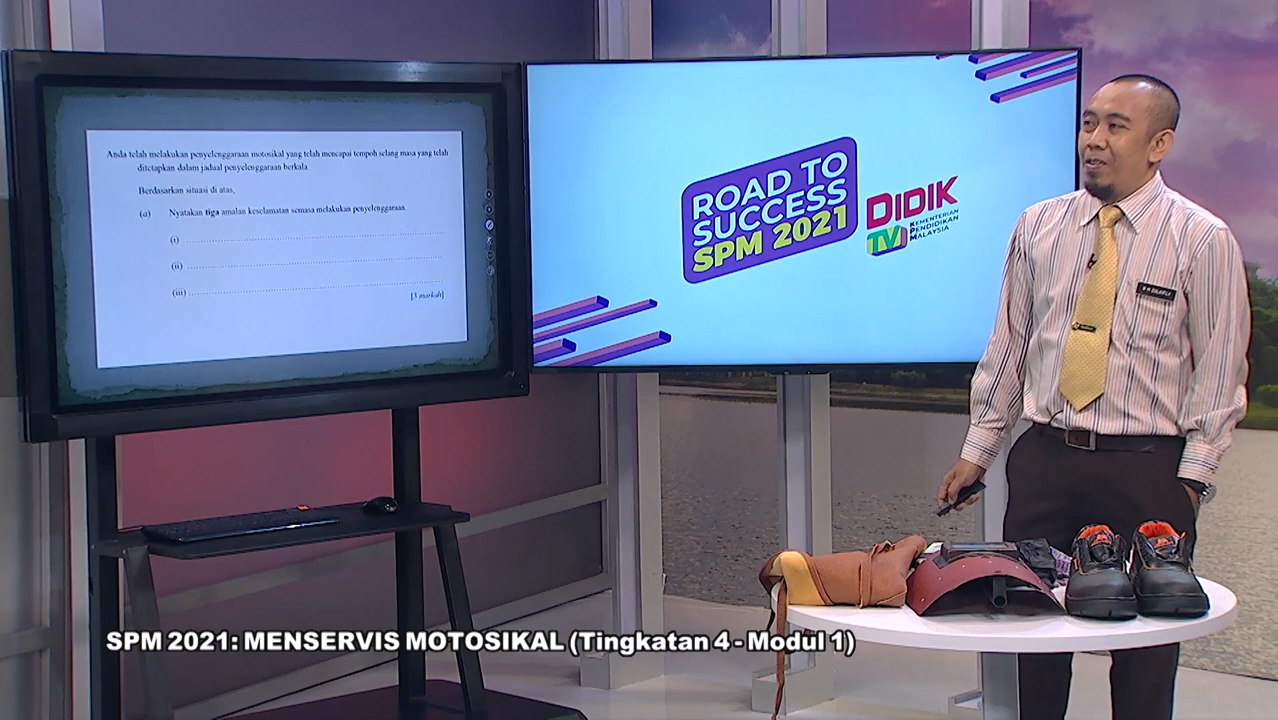 Anda telah melakukan penyelenggaraan motosikal yang telah mencapai tempoh selang masa yang telah
ditetapkan dalam jadual penyelenggaraan berkala.
Berdasarkan situasi di atas,
(a) Nyatakan tiga amalan keselamatan semasa melakukan penyelenggaraan.
(i) ..........
(ii) ..........
(iii) ..........
[3 markah]
ROAD TO
SUCCESS
SPM 2021
DIDIK
TV
KEMENTERIAN
PENDIDIKAN
MALAYSIA
SPM 2021: MENSERVIS MOTOSIKAL (Tingkatan 4 - Modul 1)